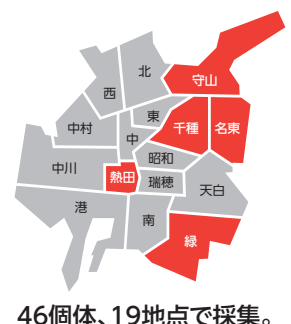 北
守山
西
東
千種
名東
中村
中
昭和
中川
熱田
瑞穂
天白
港
南
緑
46個体、19地点で採集。